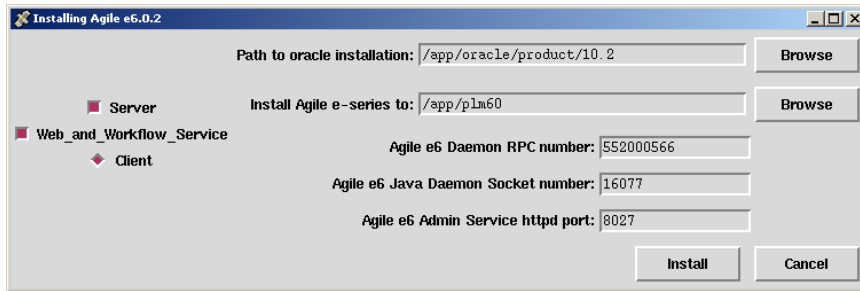 Installing Agile e6.0.2
Path to oracle installation: /app/oracle/product/10.2 Browse
Server Install Agile e-series to: /app/plm60 Browse
Web_and_Workflow_Service
Agile e6 Daemon RPC number: 552000566
Client
Agile e6 Java Daemon Socket number: 16077
Agile e6 Admin Service httpd port: 8027
Install Cancel